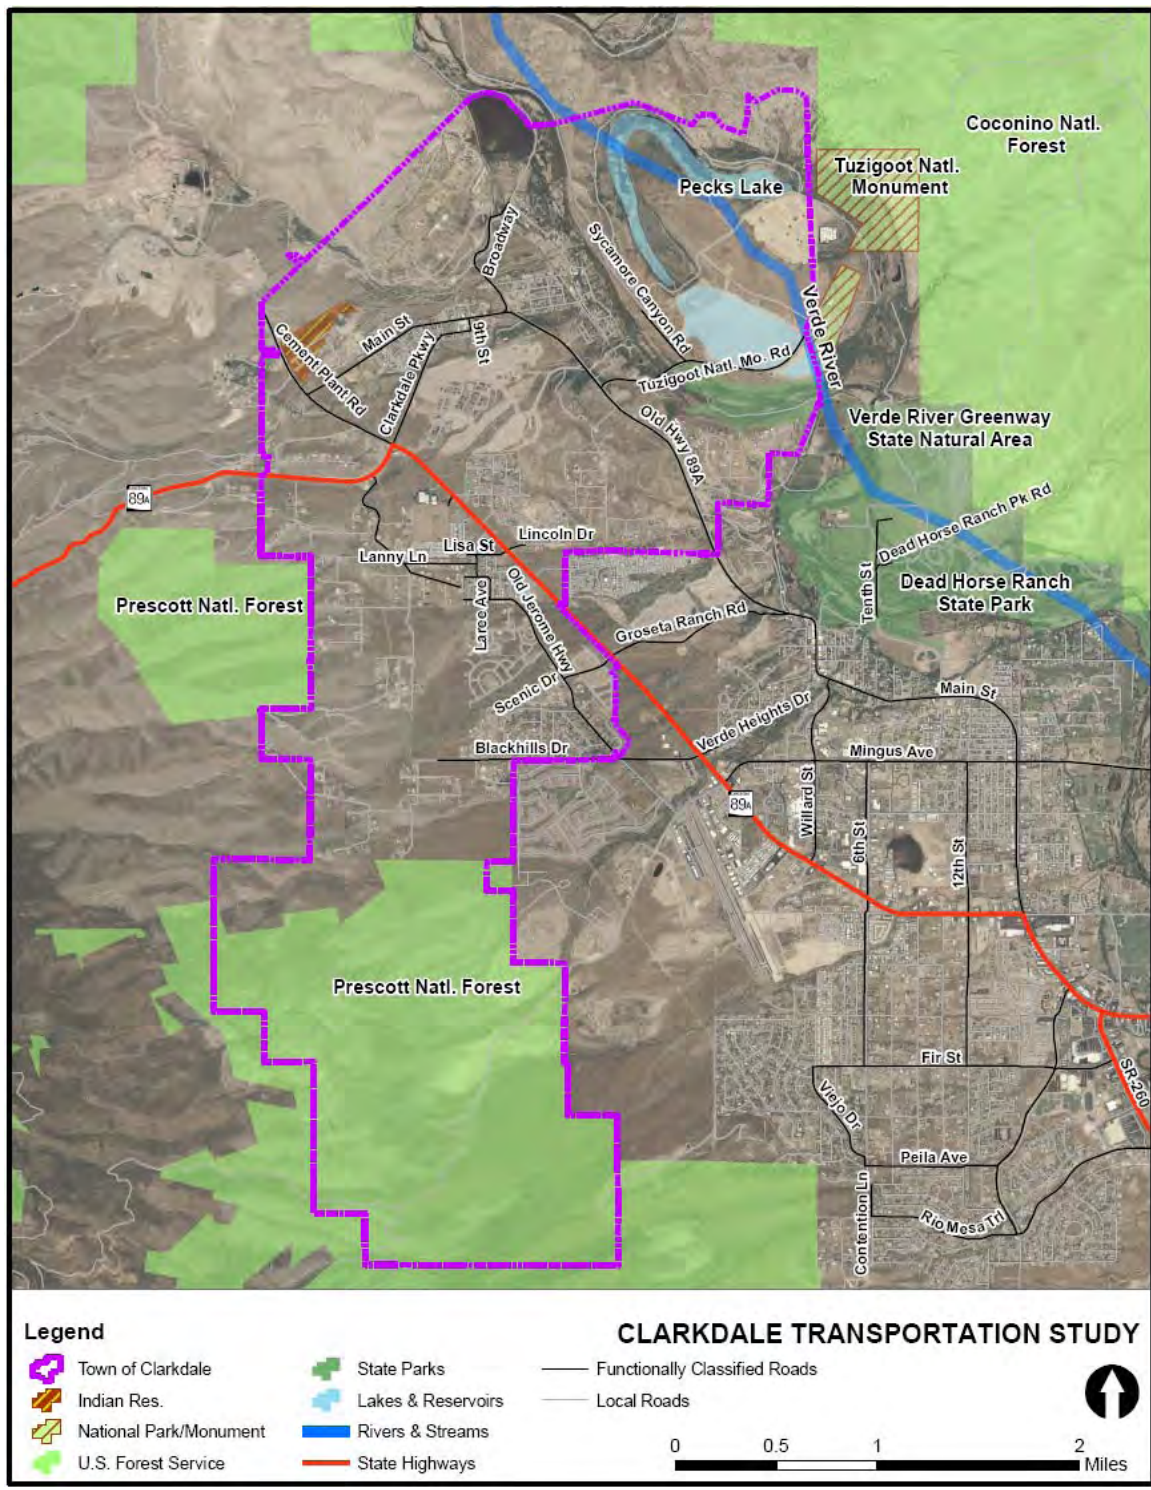 Coconino Natl.
Forest
Tuzigoot Natl.
Monument
Pecks Lake
Broadway
Sycamore Canyon Rd
Verde River
Main St
9th St
Clarkdale Pkwy
Cement Plant Rd
Tuzigoot Natl. Mo. Rd
Old Hwy 89A
Verde River Greenway
State Natural Area
89A
Dead Horse Ranch Pk Rd
Lincoln Dr
Lisa St
Lanny Ln
Tenth St
Dead Horse Ranch
State Park
Prescott Natl. Forest
Laree Ave
Old Jerome Hwy
Groseta Ranch Rd
Scenic Dr
Main St
Verde Heights Dr
Blackhills Dr
Mingus Ave
89A
Willard St
6th St
12th St
Prescott Natl. Forest
Fir St
SR-260
Viejo Dr
Peila Ave
Contention Ln
Rio Mesa Trl
Legend
CLARKDALE TRANSPORTATION STUDY
Town of Clarkdale
State Parks
Functionally Classified Roads
Indian Res.
Lakes & Reservoirs
Local Roads
National Park/Monument
Rivers & Streams
U.S. Forest Service
State Highways
0 0.5 1 2
Miles